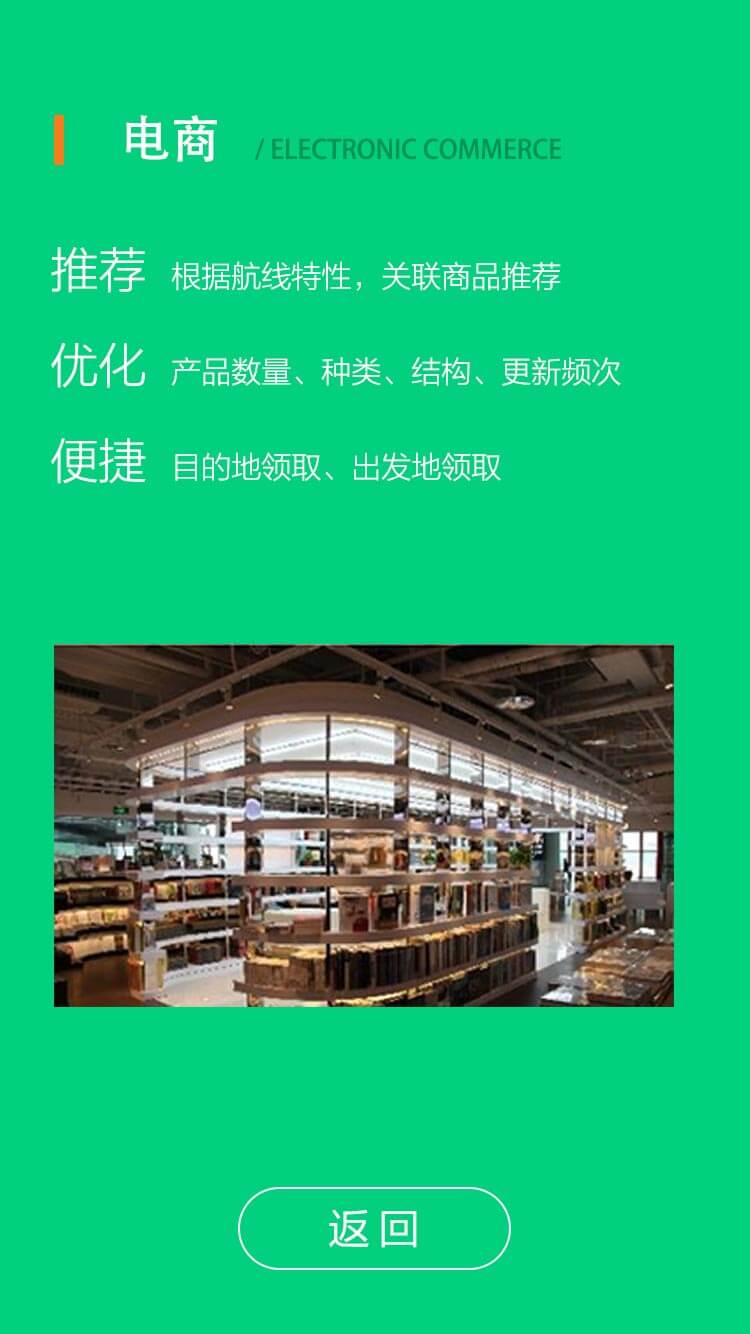 电商 / ELECTRONIC COMMERCE
推荐 根据航线特性，关联商品推荐
优化 产品数量、种类、结构、更新频次
便捷 目的地领取、出发地领取
返回